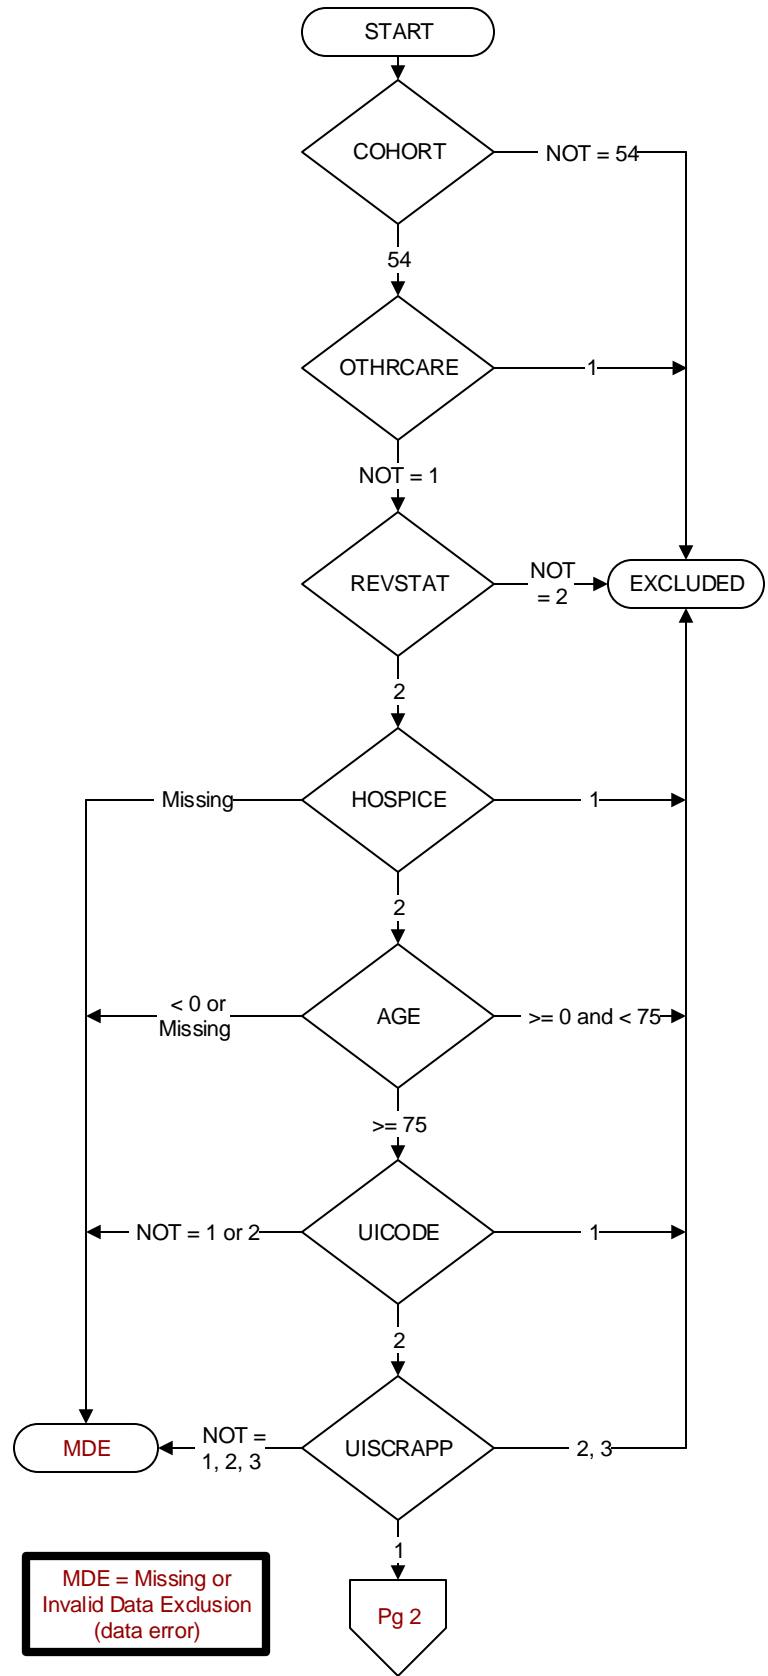 START
COHORT
NOT = 54
54
OTHRCARE
1
NOT = 1
REVSTAT
NOT
= 2
EXCLUDED
2
Missing
HOSPICE
1
2
< 0 or
Missing
AGE
>= 0 and < 75
>= 75
NOT = 1 or 2
UICODE
1
2
MDE
NOT =
1, 2, 3
UISCRAPP
2, 3
1
MDE = Missing or
Invalid Data Exclusion
(data error)
Pg 2